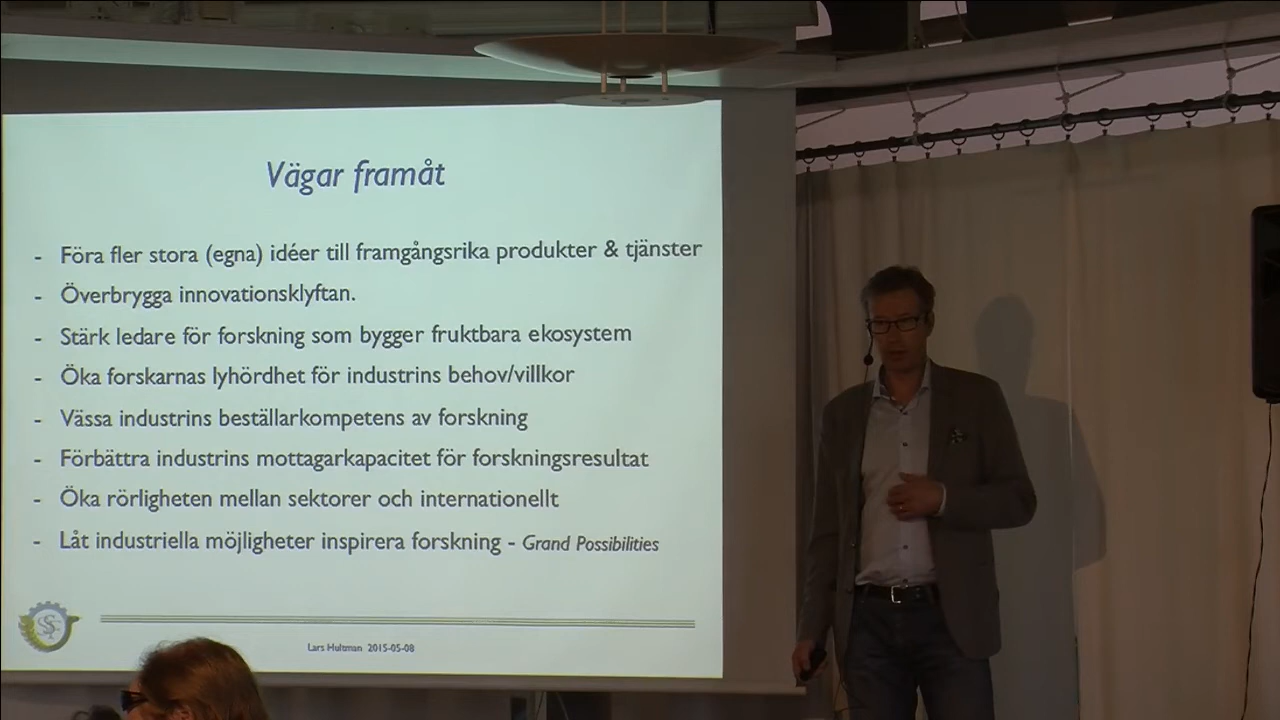 Vägar framåt
- Föra fler stora (egna) idéer till framgångsrika produkter & tjänster
- Överbrygga innovationsklyftan.
- Stärk ledare för forskning som bygger fruktbara ekosystem
- Öka forskarnas lyhördhet för industrins behov/villkor
- Vässa industrins beställarkompetens av forskning
- Förbättra industrins mottagarkapacitet för forskningsresultat
- Öka rörligheten mellan sektorer och internationellt
- Låt industriella möjligheter inspirera forskning - Grand Possibilities
Lars Hultman 2015-05-08